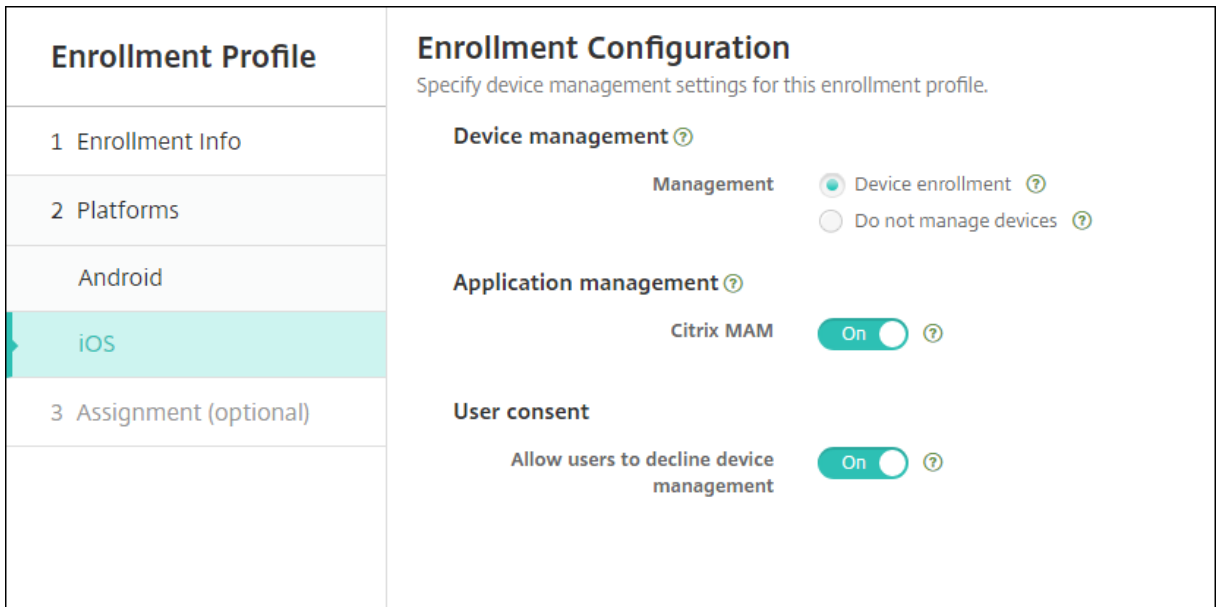 Enrollment Profile
1 Enrollment Info
2 Platforms
Android
iOS
3 Assignment (optional)
Enrollment Configuration
Specify device management settings for this enrollment profile.
Device management ?
Management
Device enrollment ?
Do not manage devices ?
Application management ?
Citrix MAM
On ?
User consent
Allow users to decline device
management
On ?